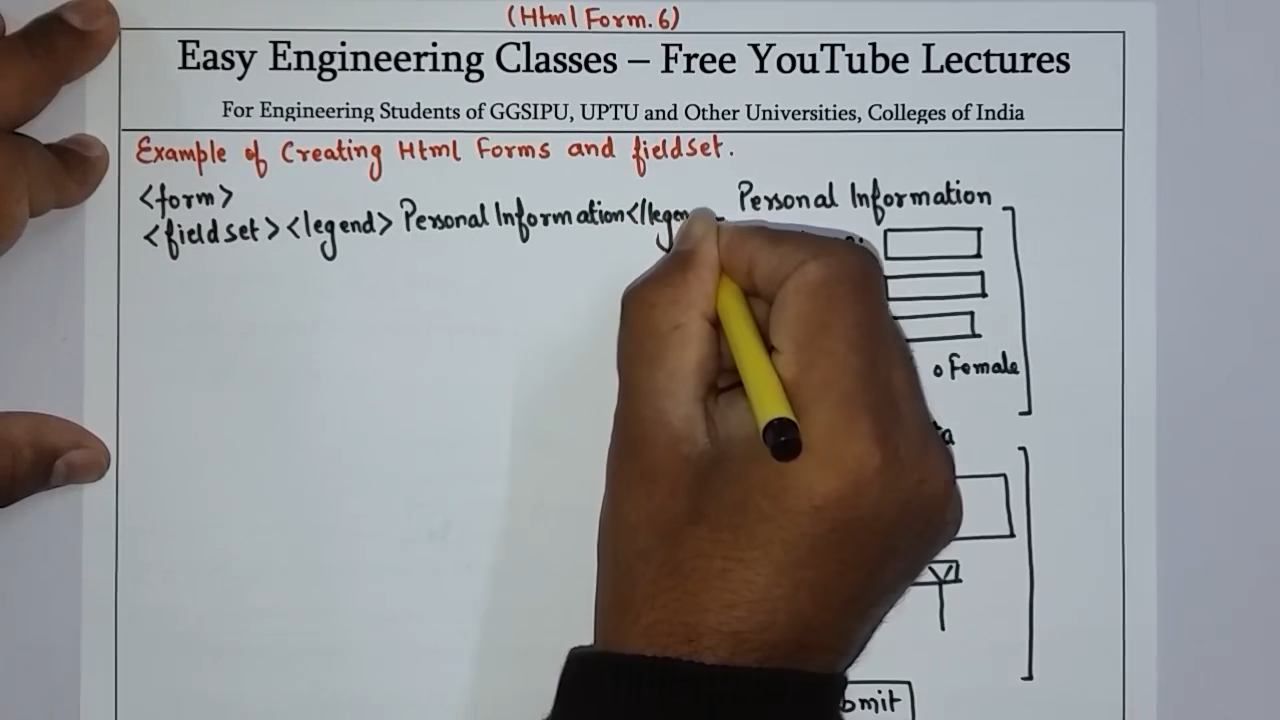 (Html Form. 6)
Easy Engineering Classes – Free YouTube Lectures
For Engineering Students of GGSIPU, UPTU and Other Universities, Colleges of India
Example of Creating Html Forms and fieldset.
<form>
<fieldset><legend> Personal Information</legen
Personal Information
o Female